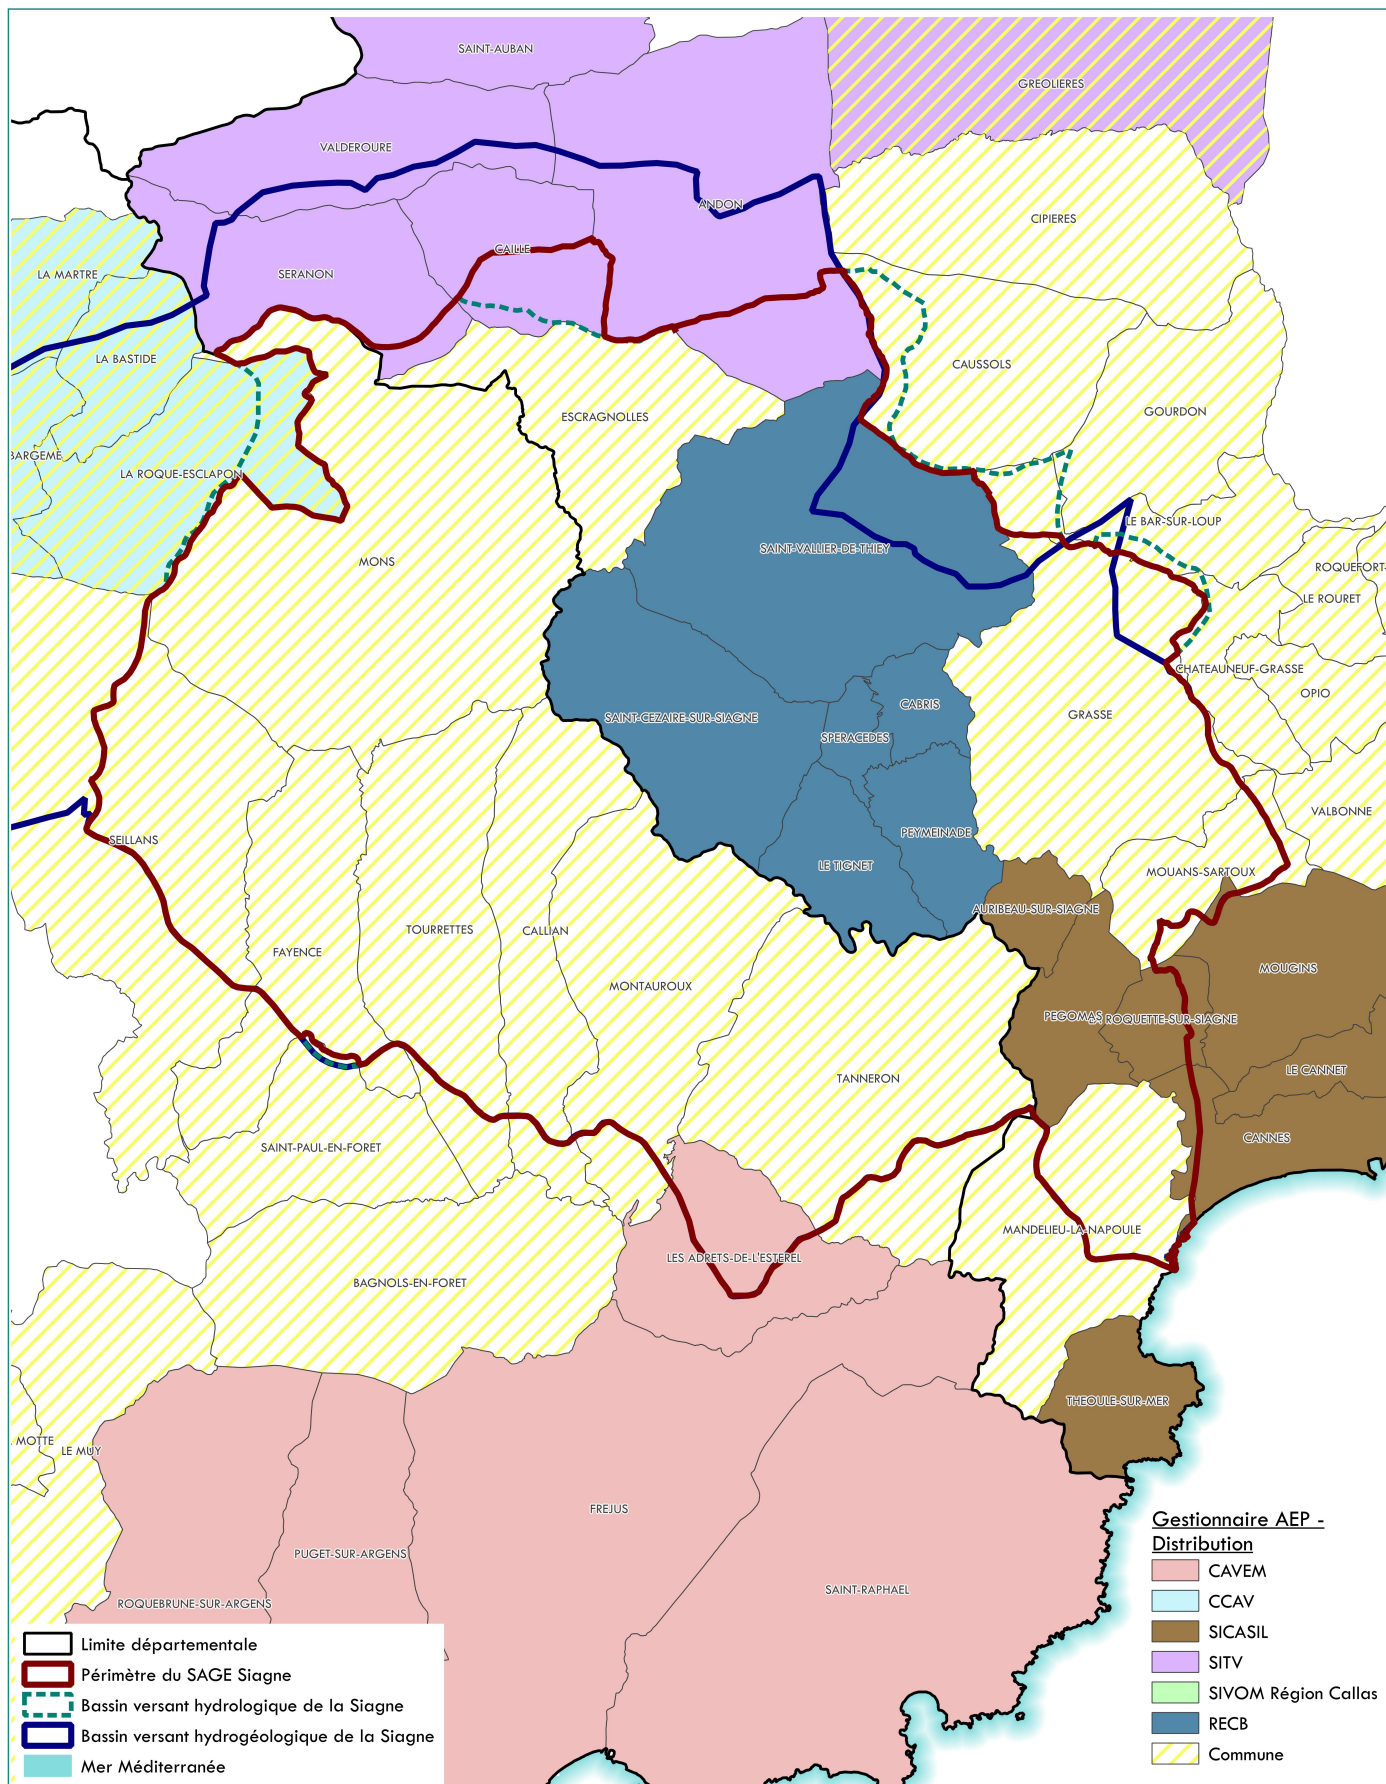 SAINT-AUBAN
GREOLIERES
VALDEROURE
ANDON
CIPIERES
CAILLE
LA MARTRE
SERANON
LA BASTIDE
CAUSSOLS
GOURDON
ESCRAGNOLLES
BARGEME
LA ROQUE-ESCLAPON
LE BAR-SUR-LOUP
SAINT-VALLIER-DE-THIEY
MONS
ROQUEFORT-
LE ROURET
CHATEAUNEUF-GRASSE
OPIO
CABRIS
GRASSE
SAINT-CEZAIRE-SUR-SIAGNE
SPERACEDES
VALBONNE
PEYMEINADE
SEILLANS
LE TIGNET
MOUANS-SARTOUX
AURIBEAU-SUR-SIAGNE
TOURRETTES
CALLIAN
FAYENCE
MOUGINS
MONTAUROUX
PEGOMAS
ROQUETTE-SUR-SIAGNE
LE CANNET
TANNERON
CANNES
SAINT-PAUL-EN-FORET
MANDELIEU-LA-NAPOULE
LES ADRETS-DE-L'ESTEREL
BAGNOLS-EN-FORET
THEOULE-SUR-MER
MOTTE
LE MUY
FREJUS
PUGET-SUR-ARGENS
SAINT-RAPHAEL
ROQUEBRUNE-SUR-ARGENS
Gestionnaire AEP -
Distribution
CAVEM
CCAV
SICASIL
SITV
SIVOM Région Callas
RECB
Commune
Limite départementale
Périmètre du SAGE Siagne
Bassin versant hydrologique de la Siagne
Bassin versant hydrogéologique de la Siagne
Mer Méditerranée